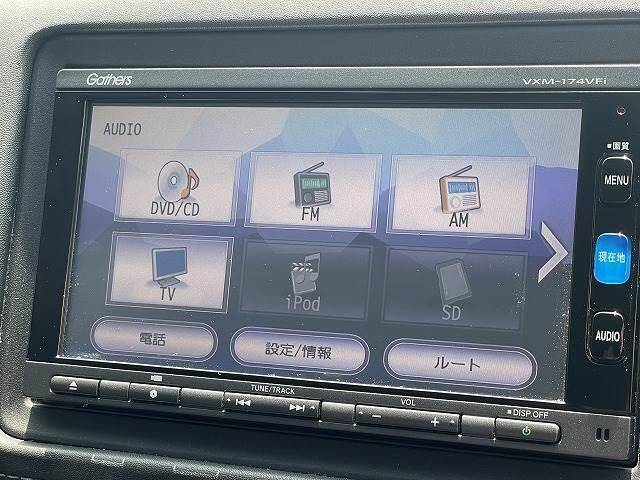 Gathers
VXM-174VFi
AUDIO
DVD/CD
FM
AM
TV
iPod
SD
電話
設定/情報
ルート
■画質
MENU
現在地
AUDIO
TUNE/TRACK
VOL
■DISP.OFF